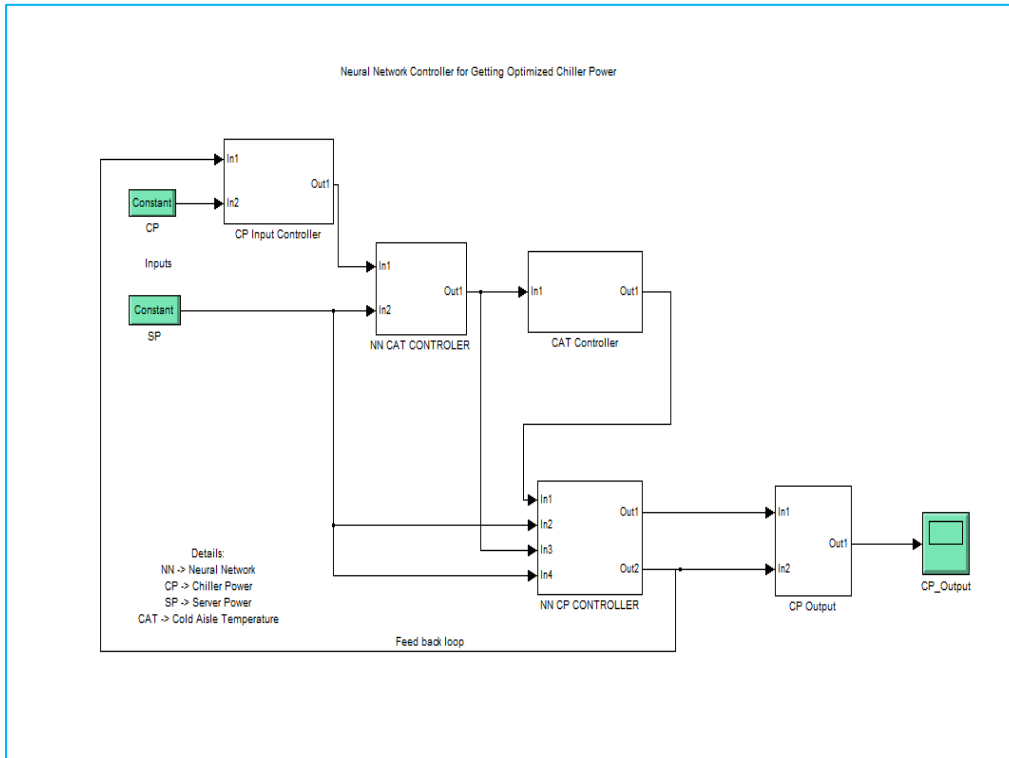 Neural Network Controller for Getting Optimized Chiller Power
In1
Out1
In2
Constant
CP
CP Input Controller
Inputs
In1
Out1
In2
Constant
SP
NN CAT CONTROLER
In1
Out1
CAT Controller
In1
In2
In3
In4
Out1
Out2
NN CP CONTROLLER
In1
Out1
In2
CP Output
CP_Output
Details:
NN -> Neural Network
CP -> Chiller Power
SP -> Server Power
CAT -> Cold Aisle Temperature
Feed back loop